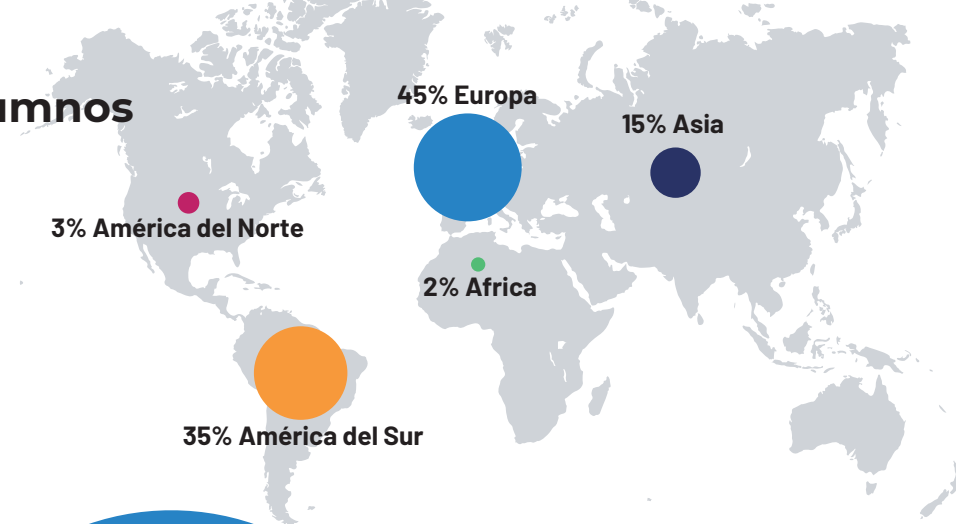 umnos
45% Europa
15% Asia
3% América del Norte
2% Africa
35% América del Sur